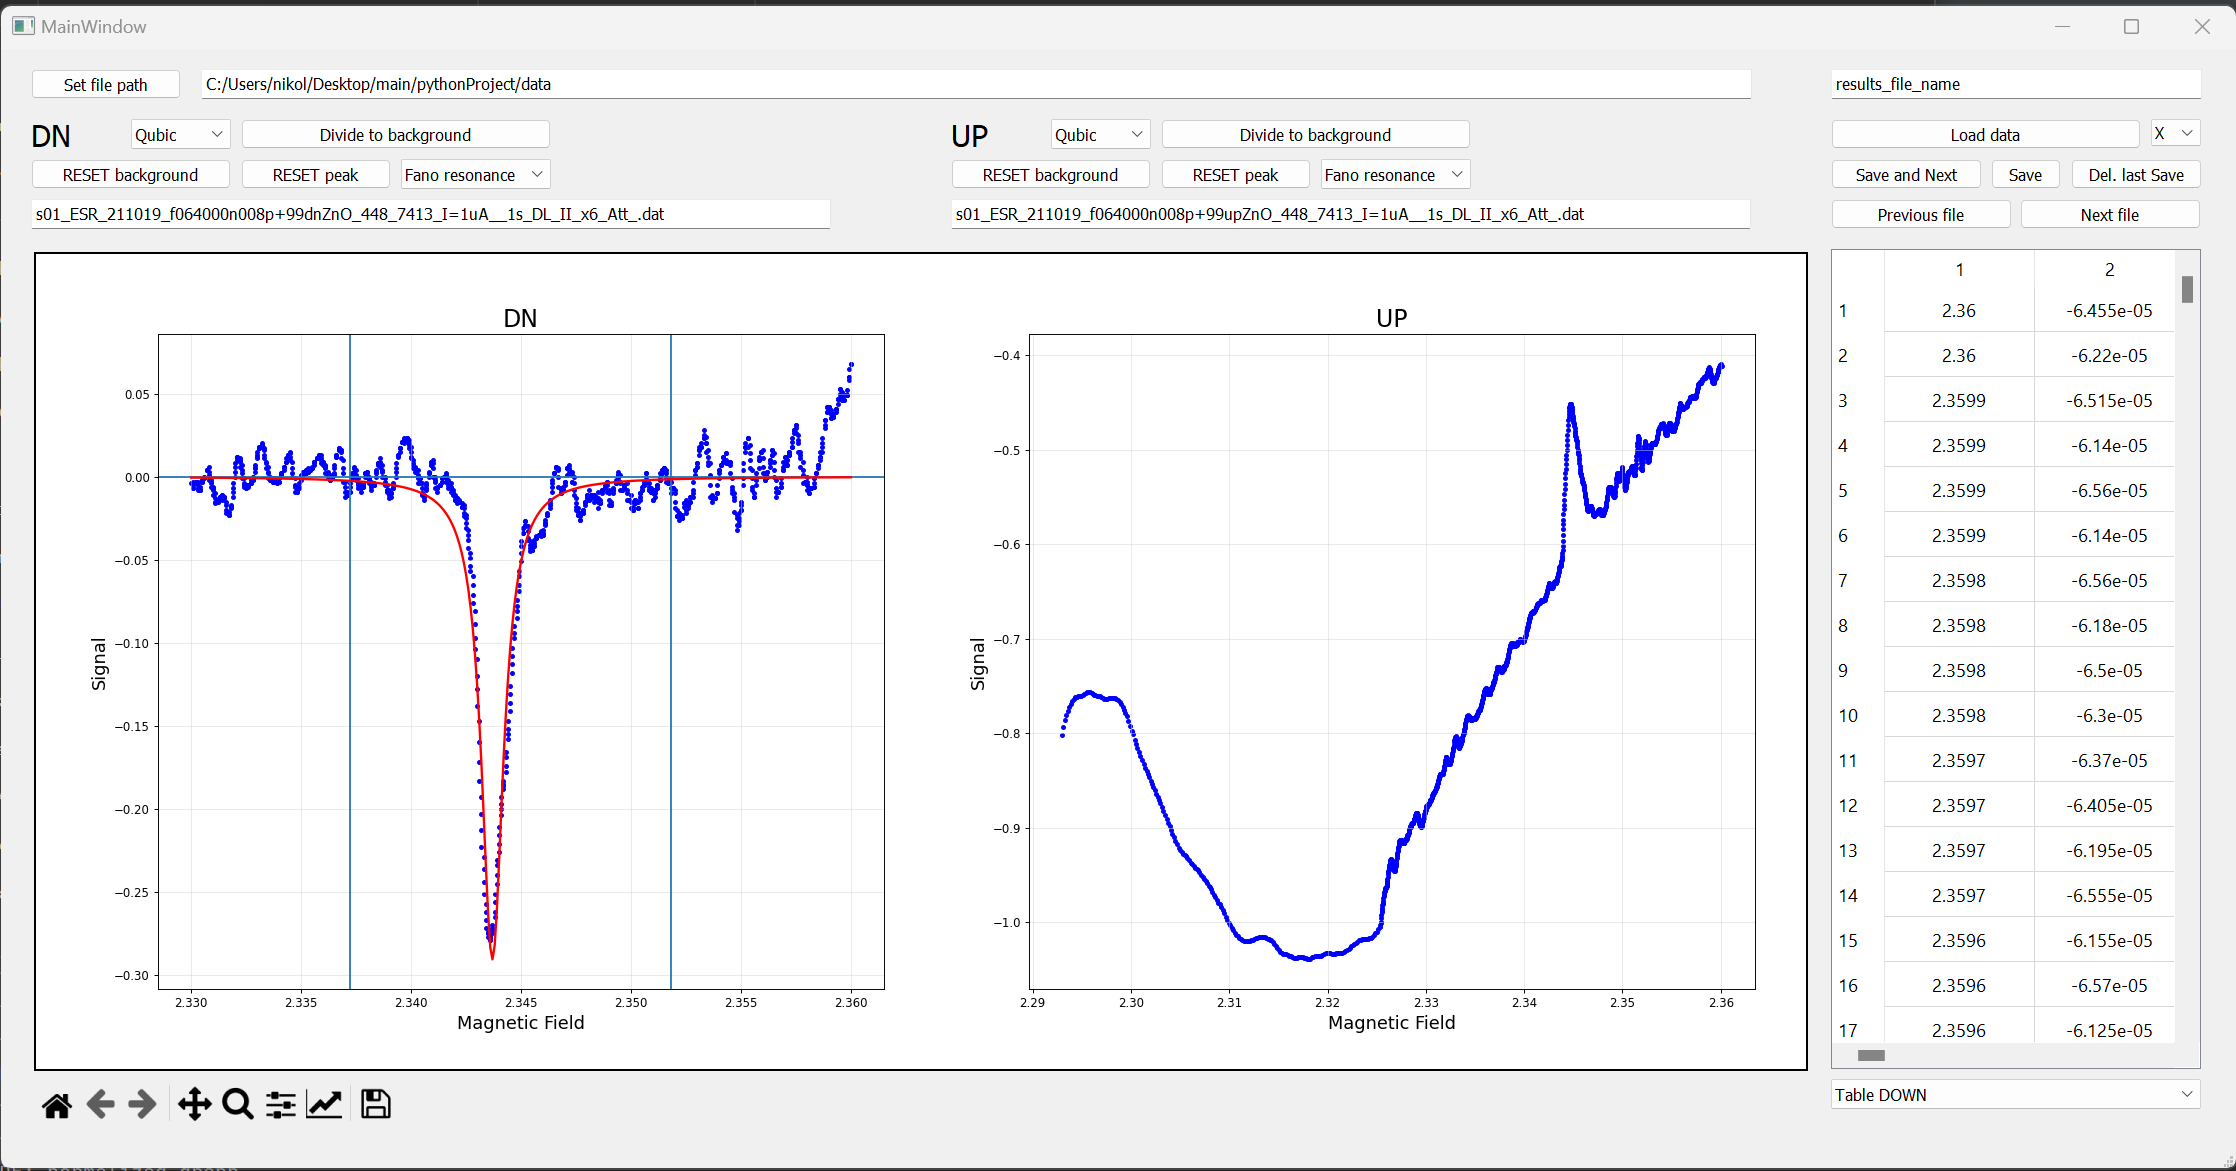 MainWindow
Set file path
C:/Users/nikol/Desktop/main/pythonProject/data
results_file_name
DN
Qubic
Divide to background
UP
Qubic
Divide to background
Load data
X
RESET background
RESET peak
Fano resonance
RESET background
RESET peak
Fano resonance
Save and Next
Save
Del. last Save
s01_ESR_211019_f064000n008p+99dnZnO_448_7413_I=1uA__1s_DL_II_x6_Att_.dat
s01_ESR_211019_f064000n008p+99upZnO_448_7413_I=1uA__1s_DL_II_x6_Att_.dat
Previous file
Next file
DN
0.05
0.00
−0.05
−0.10
−0.15
−0.20
−0.25
−0.30
Signal
2.330 2.335 2.340 2.345 2.350 2.355 2.360
Magnetic Field
UP
−0.4
−0.5
−0.6
−0.7
−0.8
−0.9
−1.0
Signal
2.29 2.30 2.31 2.32 2.33 2.34 2.35 2.36
Magnetic Field
1 2
1 2.36 -6.455e-05
2 2.36 -6.22e-05
3 2.3599 -6.515e-05
4 2.3599 -6.14e-05
5 2.3599 -6.56e-05
6 2.3599 -6.14e-05
7 2.3598 -6.56e-05
8 2.3598 -6.18e-05
9 2.3598 -6.5e-05
10 2.3598 -6.3e-05
11 2.3597 -6.37e-05
12 2.3597 -6.405e-05
13 2.3597 -6.195e-05
14 2.3597 -6.555e-05
15 2.3596 -6.155e-05
16 2.3596 -6.57e-05
17 2.3596 -6.125e-05
Table DOWN